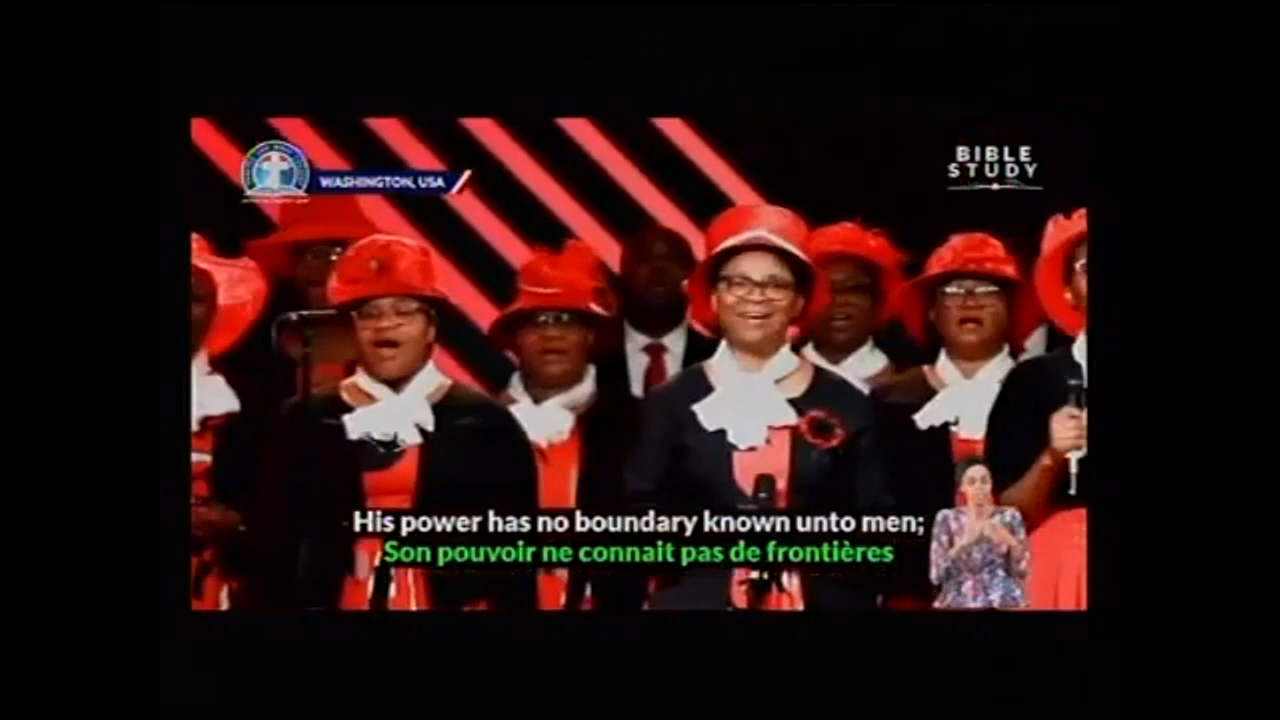 WASHINGTON, USA
BIBLE
STUDY
His power has no boundary known unto men;
Son pouvoir ne connait pas de frontières